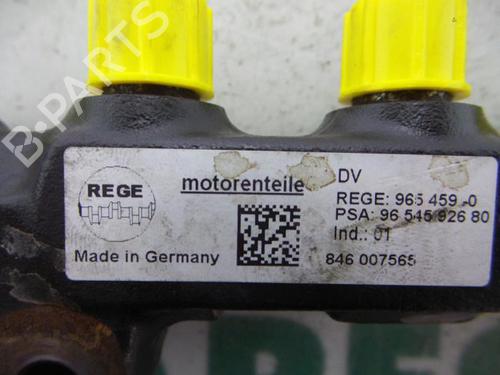 B-PARTS
REGE
motorenteile
DV
REGE: 965 459 -0
PSA: 96 545 926 80
Ind.: 01
Made in Germany
846 007565